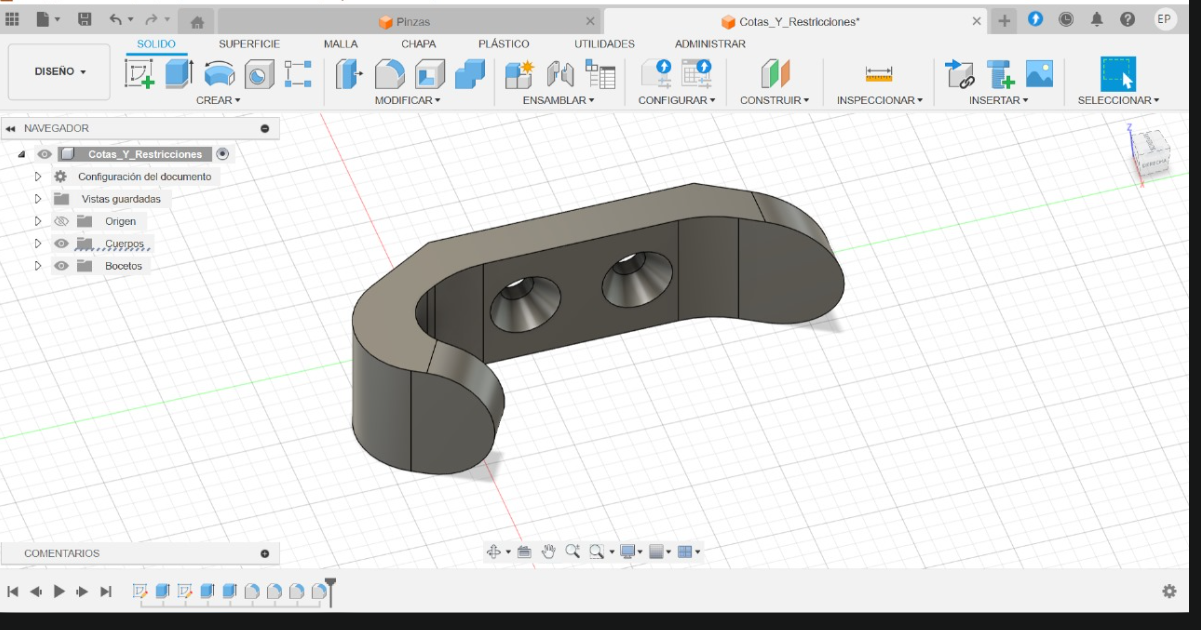 Pinzas
Cotas_Y_Restricciones*
EP
SOLIDO SUPERFICIE MALLA CHAPA PLÁSTICO UTILIDADES ADMINISTRAR
DISEÑO
CREAR MODIFICAR ENSAMBLAR CONFIGURAR CONSTRUIR INSPECCIONAR INSERTAR SELECCIONAR
NAVEGADOR
Cotas_Y_Restricciones
Configuración del documento
Vistas guardadas
Origen
Cuerpos
Bocetos
Z
X
COMENTARIOS